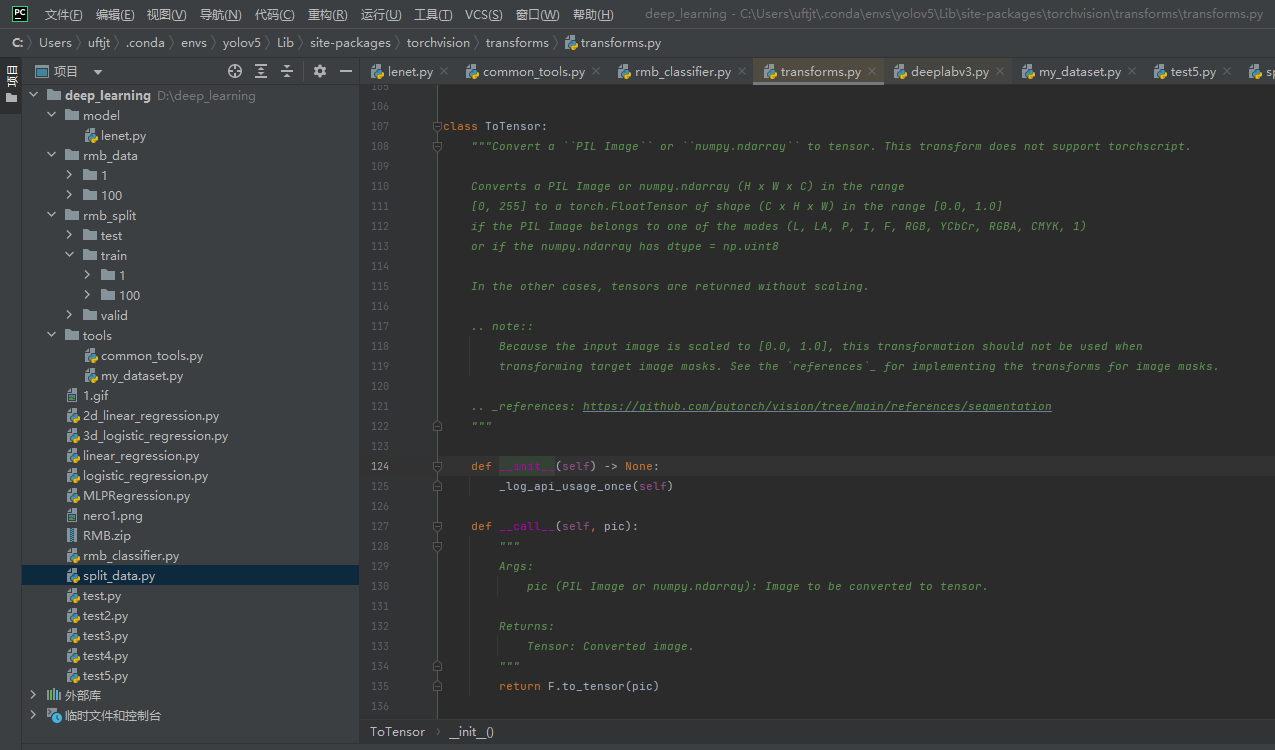 PC 文件(F) 编辑(E) 视图(V) 导航(N) 代码(C) 重构(R) 运行(U) 工具(T) VCS(S) 窗口(W) 帮助(H) deep_learning - C:\Users\uftjt\.conda\envs\yolov5\Lib\site-packages\torchvision\transforms\transforms.py
C: Users uftjt .conda envs yolov5 Lib site-packages torchvision transforms transforms.py
项目
项目
lenet.py common_tools.py rmb_classifier.py transforms.py deeplabv3.py my_dataset.py test5.py sp
deep_learning D:\deep_learning
model
lenet.py
rmb_data
1
100
rmb_split
test
train
1
100
valid
tools
common_tools.py
my_dataset.py
1.gif
2d_linear_regression.py
3d_logistic_regression.py
linear_regression.py
logistic_regression.py
MLPRegression.py
nero1.png
RMB.zip
rmb_classifier.py
split_data.py
test.py
test2.py
test3.py
test4.py
test5.py
外部库
临时文件和控制台
105
106
107 class ToTensor:
108 """Convert a ``PIL Image`` or ``numpy.ndarray`` to tensor. This transform does not support torchscript.
109
110 Converts a PIL Image or numpy.ndarray (H x W x C) in the range
111 [0, 255] to a torch.FloatTensor of shape (C x H x W) in the range [0.0, 1.0]
112 if the PIL Image belongs to one of the modes (L, LA, P, I, F, RGB, YCbCr, RGBA, CMYK, 1)
113 or if the numpy.ndarray has dtype = np.uint8
114
115 In the other cases, tensors are returned without scaling.
116
117 .. note::
118 Because the input image is scaled to [0.0, 1.0], this transformation should not be used when
119 transforming target image masks. See the `references`_ for implementing the transforms for image masks.
120
121 .. _references: https://github.com/pytorch/vision/tree/main/references/segmentation
122 """
123
124 def __init__(self) -> None:
125 _log_api_usage_once(self)
126
127 def __call__(self, pic):
128 """
129 Args:
130 pic (PIL Image or numpy.ndarray): Image to be converted to tensor.
131
132 Returns:
133 Tensor: Converted image.
134 """
135 return F.to_tensor(pic)
136
ToTensor __init__()